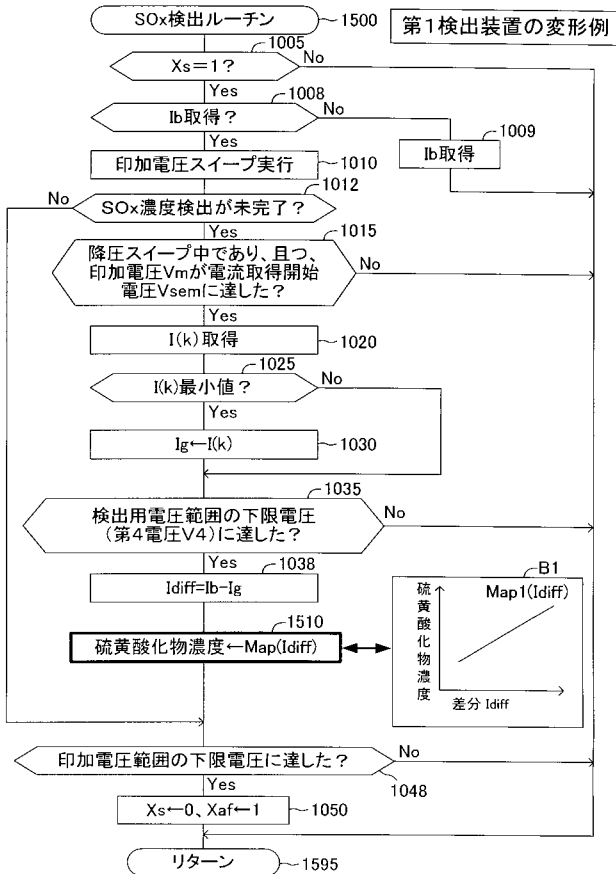 SOx検出ルーチン
1500
第1検出装置の変形例
1005
Xs=1?
No
Yes
1008
Ib取得?
No
Yes
1009
Ib取得
印加電圧スイープ実行
1010
1012
No
SOx濃度検出が未完了?
Yes
1015
降圧スイープ中であり、且つ、
印加電圧Vmが電流取得開始
電圧Vsemに達した?
No
Yes
I(k)取得
1020
1025
I(k)最小値?
No
Yes
Ig←I(k)
1030
1035
検出用電圧範囲の下限電圧
(第4電圧V4)に達した?
No
Yes
1038
Idiff=Ib-Ig
B1
硫黄酸化物濃度
Map1(Idiff)
差分 Idiff
1510
硫黄酸化物濃度←Map(Idiff)
印加電圧範囲の下限電圧に達した?
No
1048
Yes
Xs←0、Xaf←1
1050
リターン
1595